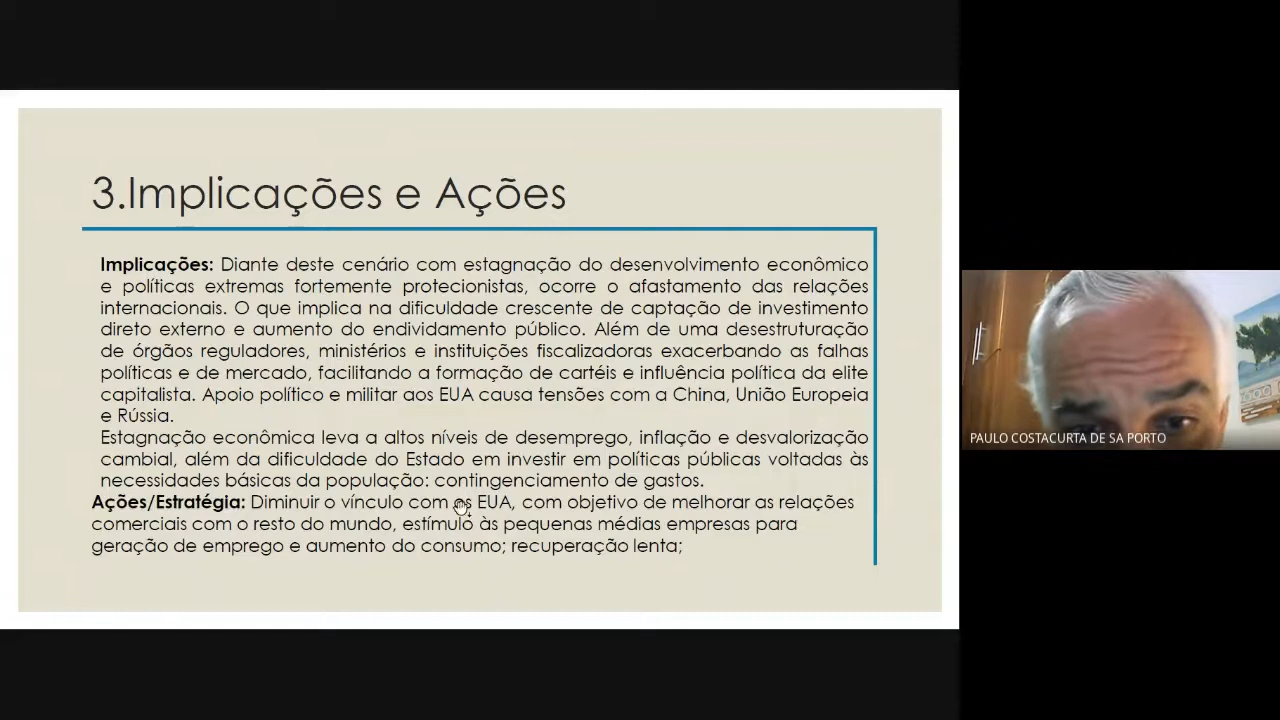 3.Implicações e Ações
Implicações: Diante deste cenário com estagnação do desenvolvimento econômico
e políticas extremas fortemente protecionistas, ocorre o afastamento das relações
internacionais. O que implica na dificuldade crescente de captação de investimento
direto externo e aumento do endividamento público. Além de uma desestruturação
de órgãos reguladores, ministérios e instituições fiscalizadoras exacerbando as falhas
políticas e de mercado, facilitando a formação de cartéis e influência política da elite
capitalista. Apoio político e militar aos EUA causa tensões com a China, União Europeia
e Rússia.
Estagnação econômica leva a altos níveis de desemprego, inflação e desvalorização
cambial, além da dificuldade do Estado em investir em políticas públicas voltadas às
necessidades básicas da população: contingenciamento de gastos.
Ações/Estratégia: Diminuir o vínculo com os EUA, com objetivo de melhorar as relações
comerciais com o resto do mundo, estímulo às pequenas médias empresas para
geração de emprego e aumento do consumo; recuperação lenta;
PAULO COSTACURTA DE SA PORTO